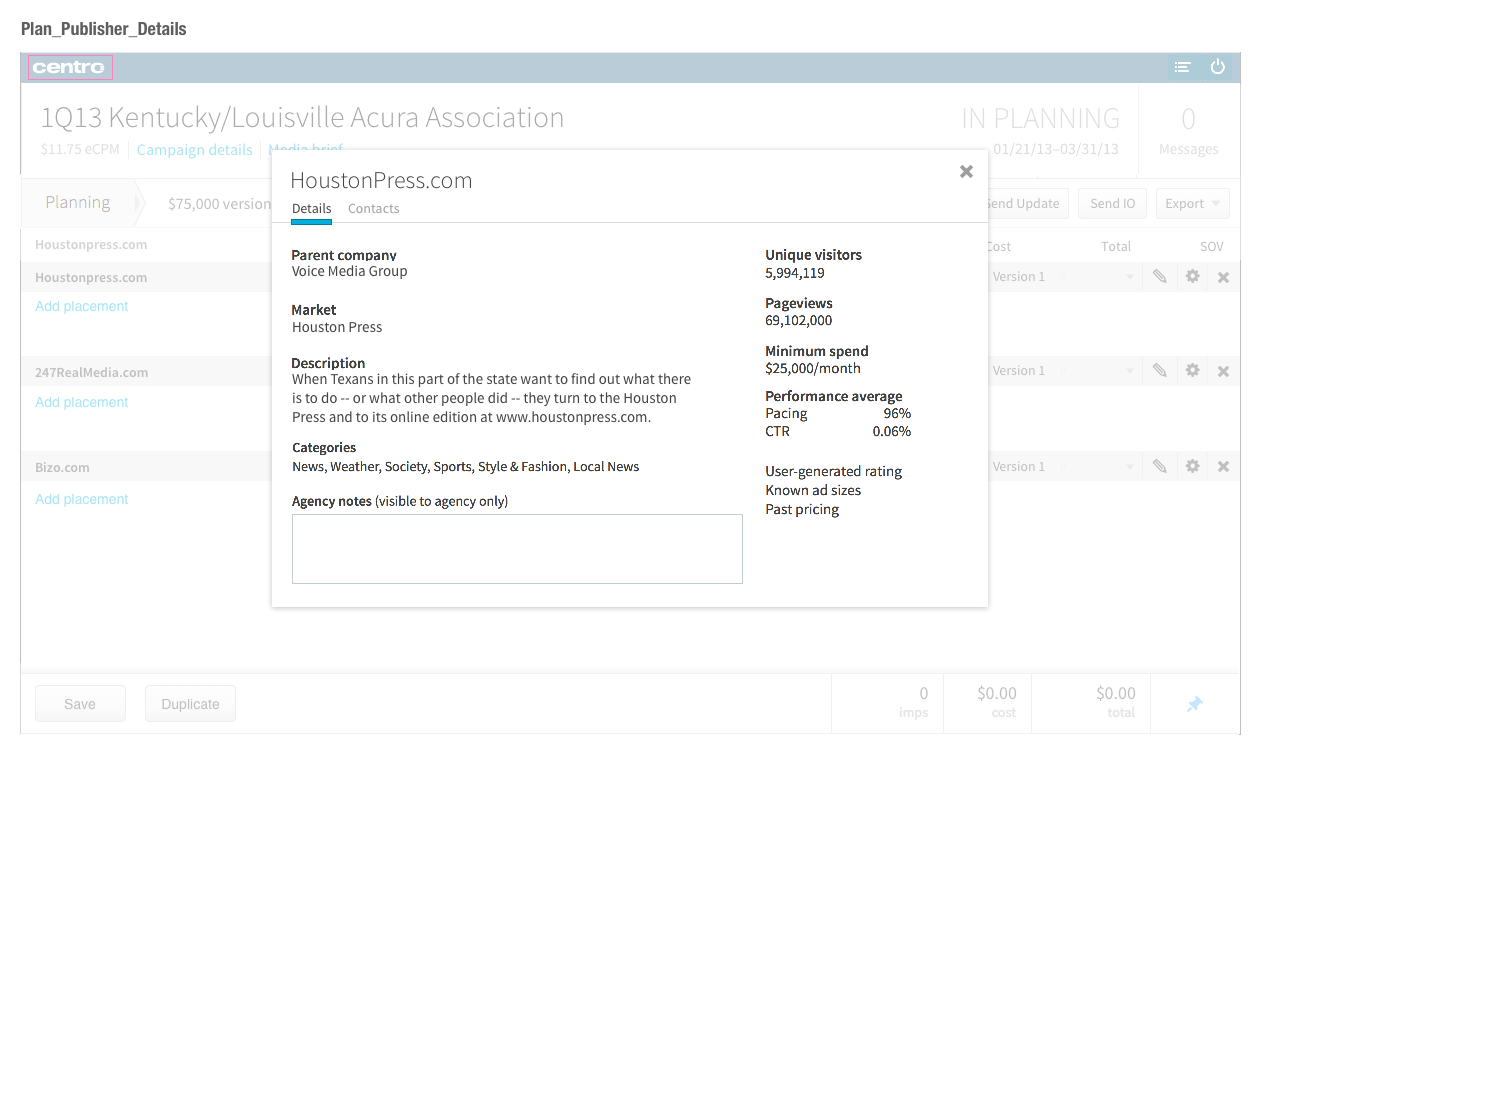 Plan_Publisher_Details
centro
1Q13 Kentucky/Louisville Acura Association
IN PLANNING
0
$11.75 eCPM
Campaign details
Media brief
01/21/13–03/31/13
Messages
HoustonPress.com
Details
Contacts
Planning
$75,000 version
Send Update
Send IO
Export
Houstonpress.com
Cost
Total
SOV
Houstonpress.com
Version 1
Add placement
247RealMedia.com
Version 1
Add placement
Bizo.com
Version 1
Add placement
Parent company
Voice Media Group
Market
Houston Press
Description
When Texans in this part of the state want to find out what there
is to do -- or what other people did -- they turn to the Houston
Press and to its online edition at www.houstonpress.com.
Categories
News, Weather, Society, Sports, Style & Fashion, Local News
Agency notes (visible to agency only)
Unique visitors
5,994,119
Pageviews
69,102,000
Minimum spend
$25,000/month
Performance average
Pacing 96%
CTR 0.06%
User-generated rating
Known ad sizes
Past pricing
Save
Duplicate
0
imps
$0.00
cost
$0.00
total